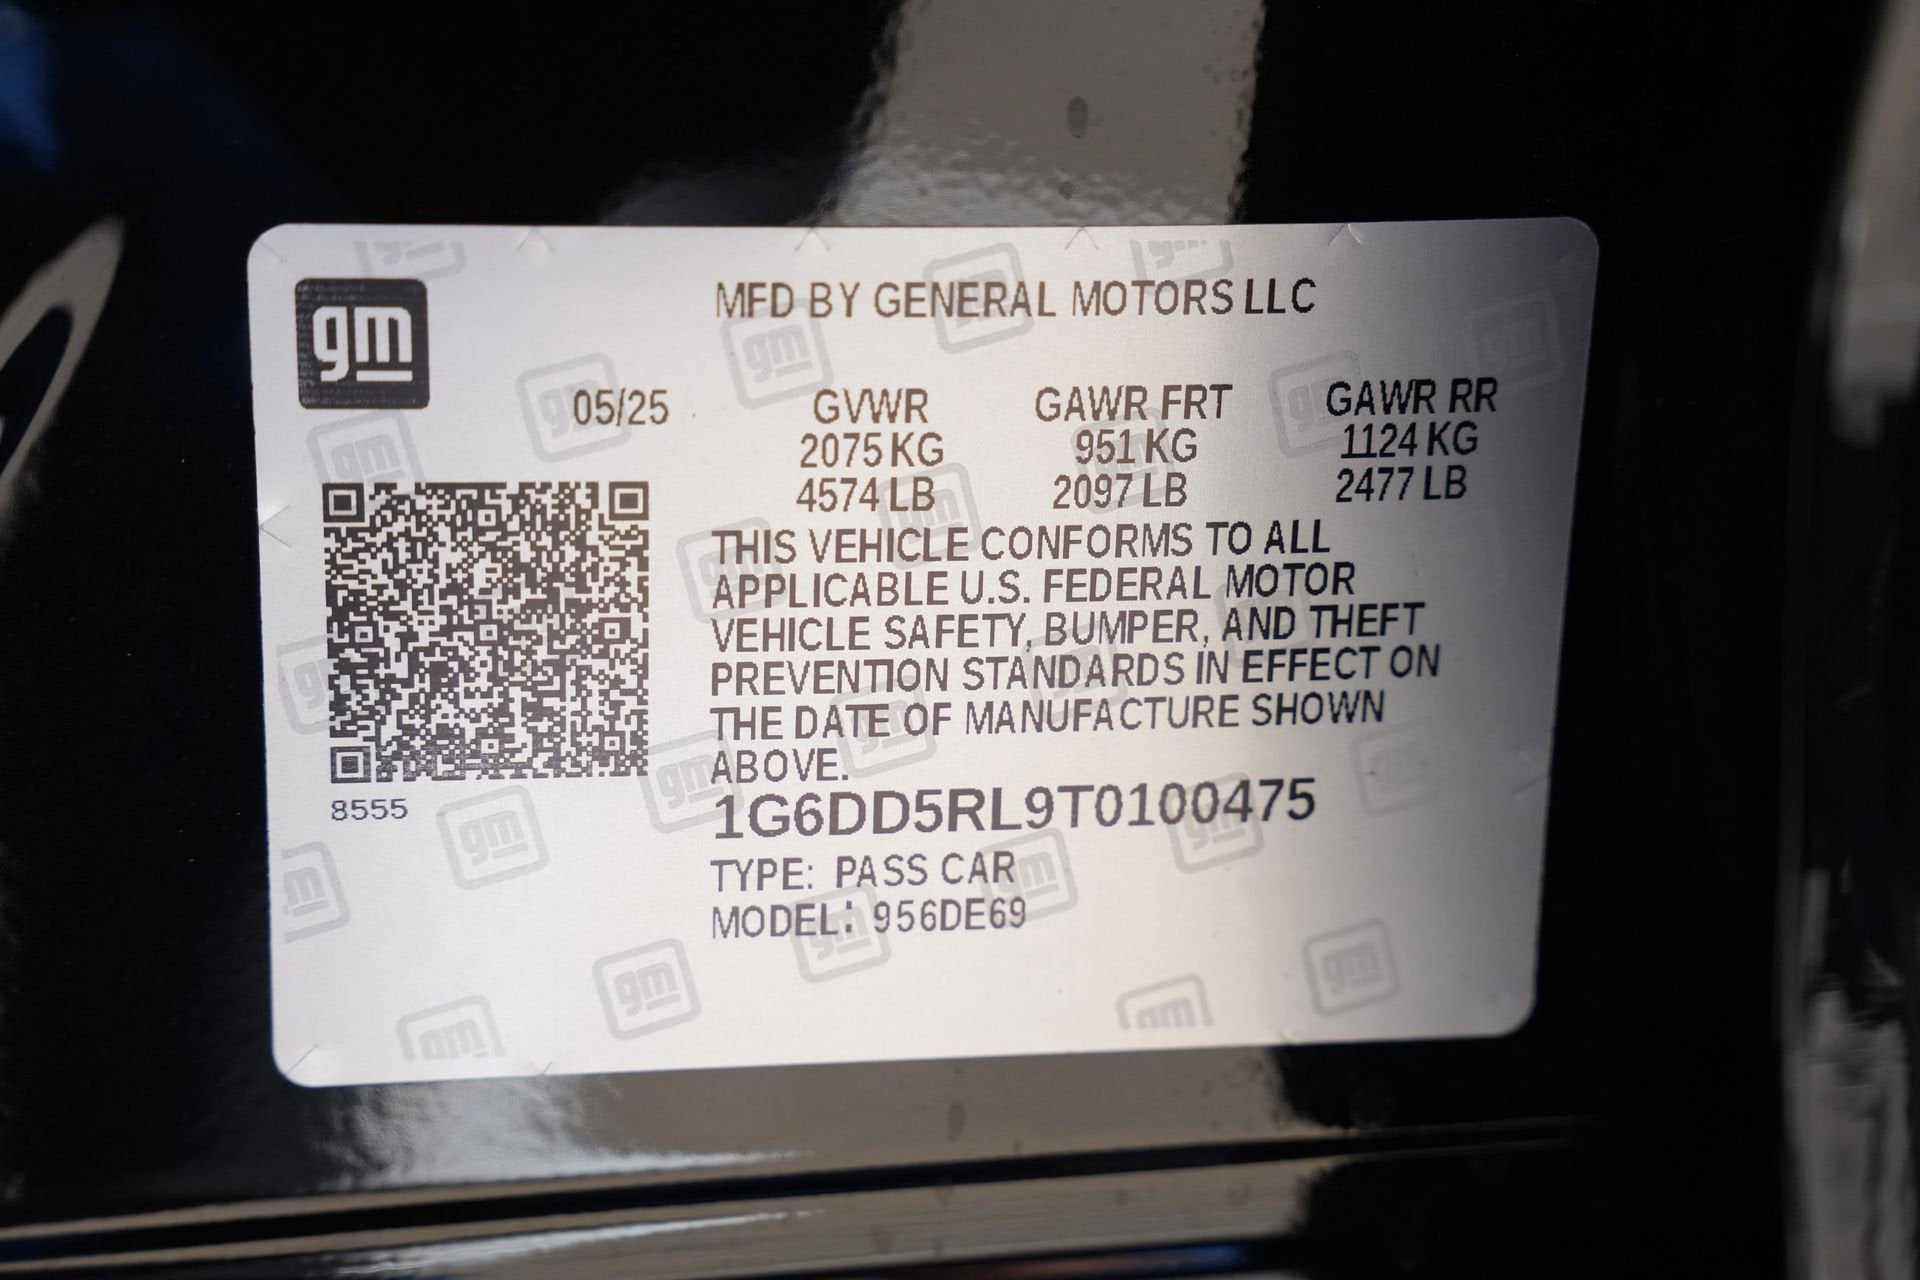 gm
MFD BY GENERAL MOTORS LLC
05/25 GVWR GAWR FRT GAWR RR
2075 KG 951 KG 1124 KG
4574 LB 2097 LB 2477 LB
THIS VEHICLE CONFORMS TO ALL
APPLICABLE U.S. FEDERAL MOTOR
VEHICLE SAFETY, BUMPER, AND THEFT
PREVENTION STANDARDS IN EFFECT ON
THE DATE OF MANUFACTURE SHOWN
ABOVE.
8555
1G6DD5RL9T0100475
TYPE: PASS CAR
MODEL: 956DE69